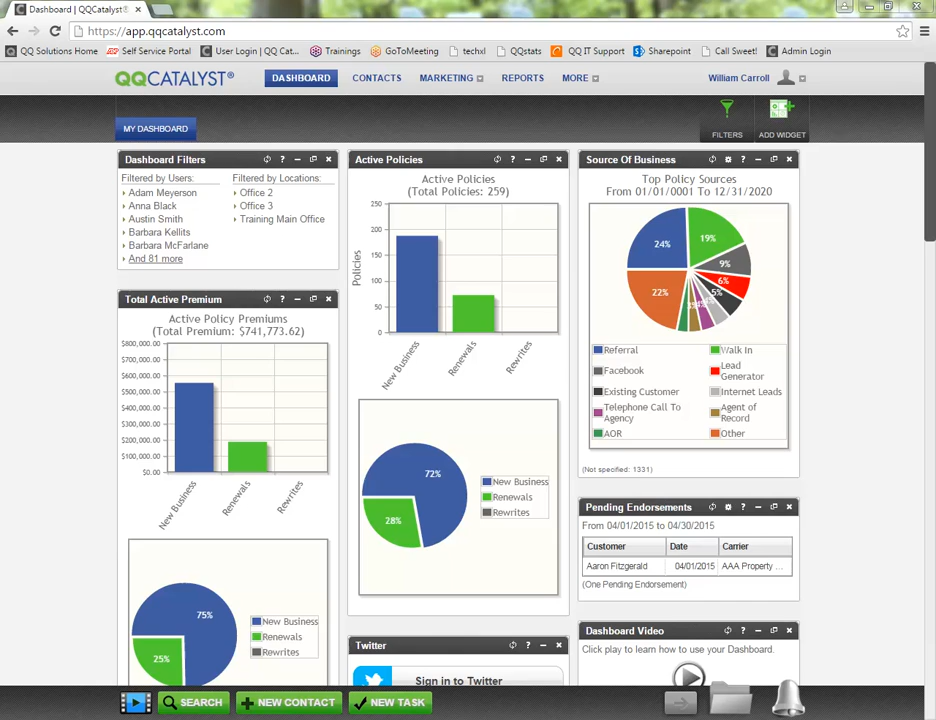 Dashboard | QQCatalyst
https://app.qqcatalyst.com
QQ Solutions Home
Self Service Portal
User Login | QQ Cat...
Trainings
GoToMeeting
techxl
QQstats
QQ IT Support
Sharepoint
Call Sweet!
Admin Login
QQCATALYST®
DASHBOARD
CONTACTS
MARKETING
REPORTS
MORE
William Carroll
MY DASHBOARD
FILTERS
ADD WIDGET
Dashboard Filters
Filtered by Users:
Adam Meyerson
Anna Black
Austin Smith
Barbara Kellits
Barbara McFarlane
And 81 more
Filtered by Locations:
Office 2
Office 3
Training Main Office
Total Active Premium
Active Policy Premiums
(Total Premium: $741,773.62)
$800,000.00
$700,000.00
$600,000.00
$500,000.00
$400,000.00
$300,000.00
$200,000.00
$100,000.00
$0.00
New Business
Renewals
Rewrites
75%
25%
New Business
Renewals
Rewrites
Active Policies
Active Policies
(Total Policies: 259)
Policies
250
200
150
100
50
0
New Business
Renewals
Rewrites
72%
28%
New Business
Renewals
Rewrites
Twitter
Sign in to Twitter
Source Of Business
Top Policy Sources
From 01/01/0001 To 12/31/2020
24%
19%
9%
6%
5%
22%
Referral
Walk In
Facebook
Lead
Generator
Existing Customer
Internet Leads
Telephone Call To
Agency
Agent of
Record
AOR
Other
(Not specified: 1331)
Pending Endorsements
From 04/01/2015 to 04/30/2015
Customer Date Carrier
Aaron Fitzgerald 04/01/2015 AAA Property ...
(One Pending Endorsement)
Dashboard Video
Click play to learn how to use your Dashboard.
SEARCH
NEW CONTACT
NEW TASK